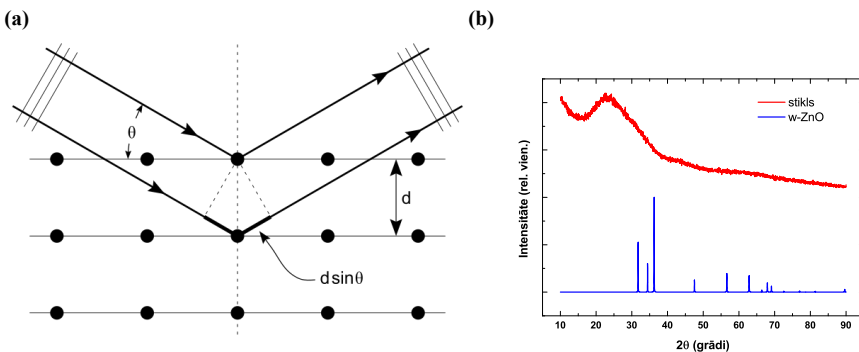 (a)
(b)
θ
d
d sinθ
stikls
w-ZnO
Intensitāte (rel. vien.)
10 20 30 40 50 60 70 80 90
2θ (grādi)